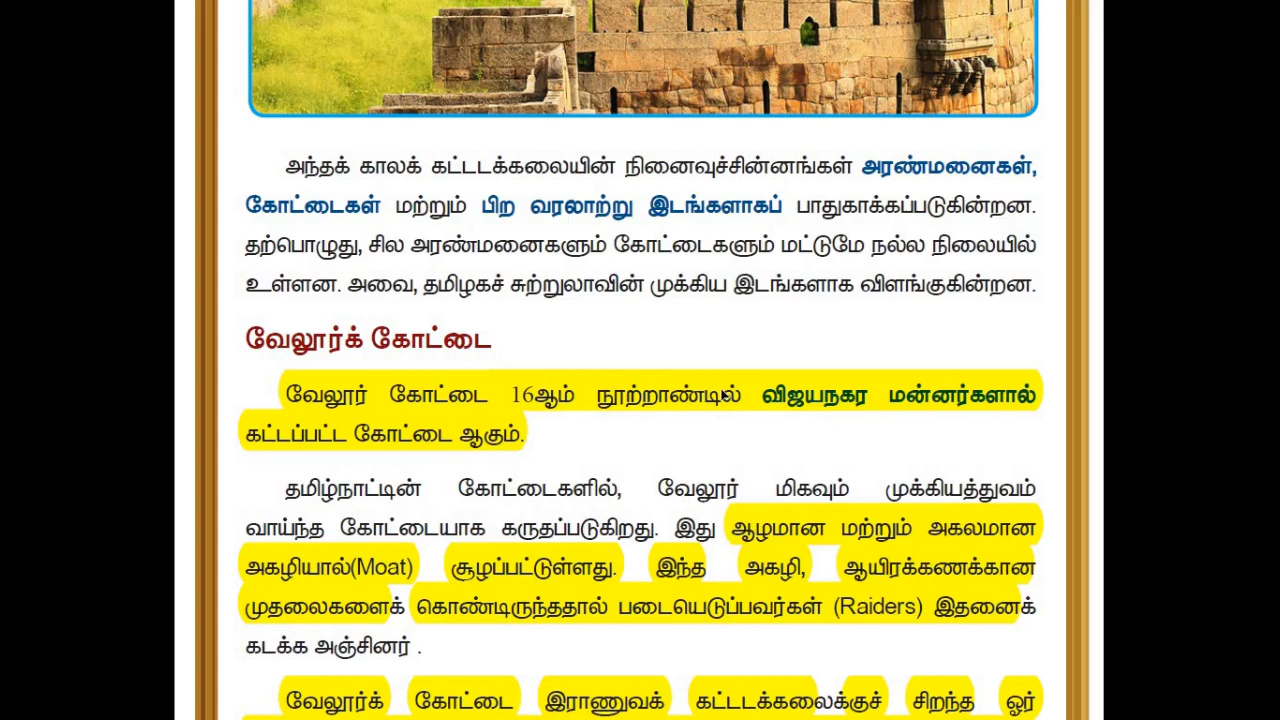 அந்தக் காலக் கட்டடக்கலையின் நினைவுச்சின்னங்கள் அரண்மனைகள்,
கோட்டைகள் மற்றும் பிற வரலாற்று இடங்களாகப் பாதுகாக்கப்படுகின்றன.
தற்பொழுது, சில அரண்மனைகளும் கோட்டைகளும் மட்டுமே நல்ல நிலையில்
உள்ளன. அவை, தமிழகச் சுற்றுலாவின் முக்கிய இடங்களாக விளங்குகின்றன.
வேலூர்க் கோட்டை
வேலூர் கோட்டை 16ஆம் நூற்றாண்டில் விஜயநகர மன்னர்களால்
கட்டப்பட்ட கோட்டை ஆகும்.
தமிழ்நாட்டின் கோட்டைகளில், வேலூர் மிகவும் முக்கியத்துவம்
வாய்ந்த கோட்டையாக கருதப்படுகிறது. இது ஆழமான மற்றும் அகலமான
அகழியால்(Moat) சூழப்பட்டுள்ளது. இந்த அகழி, ஆயிரக்கணக்கான
முதலைகளைக் கொண்டிருந்ததால் படையெடுப்பவர்கள் (Raiders) இதனைக்
கடக்க அஞ்சினர் .
வேலூர்க் கோட்டை இராணுவக் கட்டடக்கலைக்குச் சிறந்த ஓர்